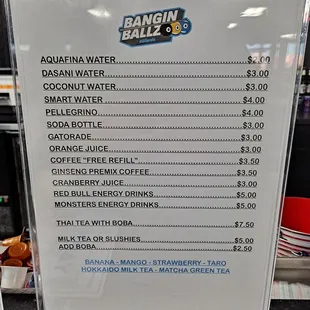 BANGIN
BALLZ
AQUAFINA WATER $2.00
DASANI WATER $3.00
COCONUT WATER $3.00
SMART WATER $4.00
PELLEGRINO $4.00
SODA BOTTLE $3.00
GATORADE $3.00
ORANGE JUICE $3.00
COFFEE "FREE REFILL" $3.50
GINSENG PREMIX COFFEE $3.50
CRANBERRY JUICE $3.00
RED BULL ENERGY DRINKS $5.00
MONSTERS ENERGY DRINKS $5.00
THAI TEA WITH BOBA $7.50
MILK TEA OR SLUSHIES $5.00
ADD BOBA $2.50
BANANA - MANGO - STRAWBERRY - TARO
HOKKAIDO MILK TEA - MATCHA GREEN TEA